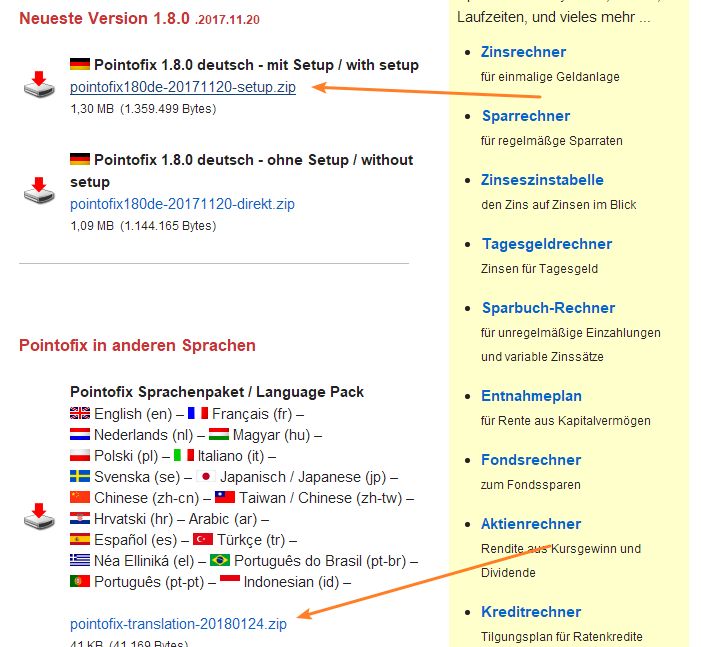 Neueste Version 1.8.0 .2017.11.20
Pointofix 1.8.0 deutsch - mit Setup / with setup
pointofix180de-20171120-setup.zip
1,30 MB (1.359.499 Bytes)
Pointofix 1.8.0 deutsch - ohne Setup / without
setup
pointofix180de-20171120-direkt.zip
1,09 MB (1.144.165 Bytes)
Pointofix in anderen Sprachen
Pointofix Sprachenpaket / Language Pack
English (en) – Français (fr) –
Nederlands (nl) – Magyar (hu) –
Polski (pl) – Italiano (it) –
Svenska (se) – Japanisch / Japanese (jp) –
Chinese (zh-cn) – Taiwan / Chinese (zh-tw) –
Hrvatski (hr) – Arabic (ar) –
Español (es) – Türkçe (tr) –
Néa Elliniká (el) – Português do Brasil (pt-br) –
Português (pt-pt) – Indonesian (id) –
pointofix-translation-20180124.zip
41 KB (41.169 Bytes)
Laufzeiten, und vieles mehr ...
Zinsrechner
für einmalige Geldanlage
Sparrechner
für regelmäßge Sparraten
Zinseszinstabelle
den Zins auf Zinsen im Blick
Tagesgeldrechner
Zinsen für Tagesgeld
Sparbuch-Rechner
für unregelmäßige Einzahlungen
und variable Zinssätze
Entnahmeplan
für Rente aus Kapitalvermögen
Fondsrechner
zum Fondssparen
Aktienrechner
Rendite aus Kursgewinn und
Dividende
Kreditrechner
Tilgungsplan für Ratenkredite